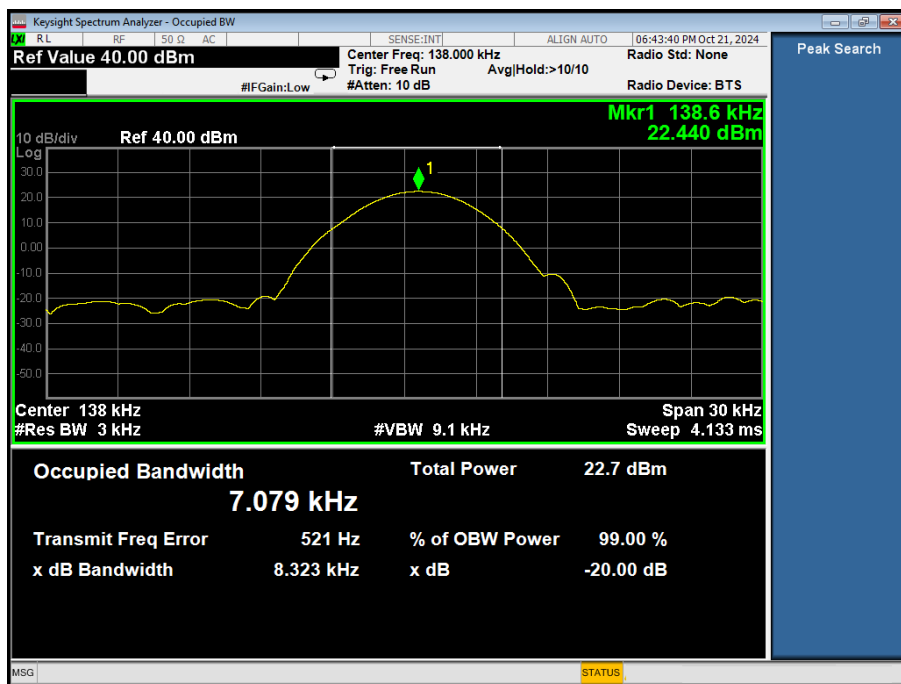 Keysight Spectrum Analyzer - Occupied BW
LXI RL RF 50 Ω AC SENSE:INT ALIGN AUTO 06:43:40 PM Oct 21, 2024
Ref Value 40.00 dBm Center Freq: 138.000 kHz Radio Std: None
Trig: Free Run Avg|Hold:>10/10
#IFGain:Low #Atten: 10 dB Radio Device: BTS
Peak Search
Mkr1 138.6 kHz
10 dB/div Ref 40.00 dBm 22.440 dBm
Log
1
30.0
20.0
10.0
0.00
-10.0
-20.0
-30.0
-40.0
-50.0
Center 138 kHz Span 30 kHz
#Res BW 3 kHz #VBW 9.1 kHz Sweep 4.133 ms
Occupied Bandwidth Total Power 22.7 dBm
7.079 kHz
Transmit Freq Error 521 Hz % of OBW Power 99.00 %
x dB Bandwidth 8.323 kHz x dB -20.00 dB
MSG STATUS